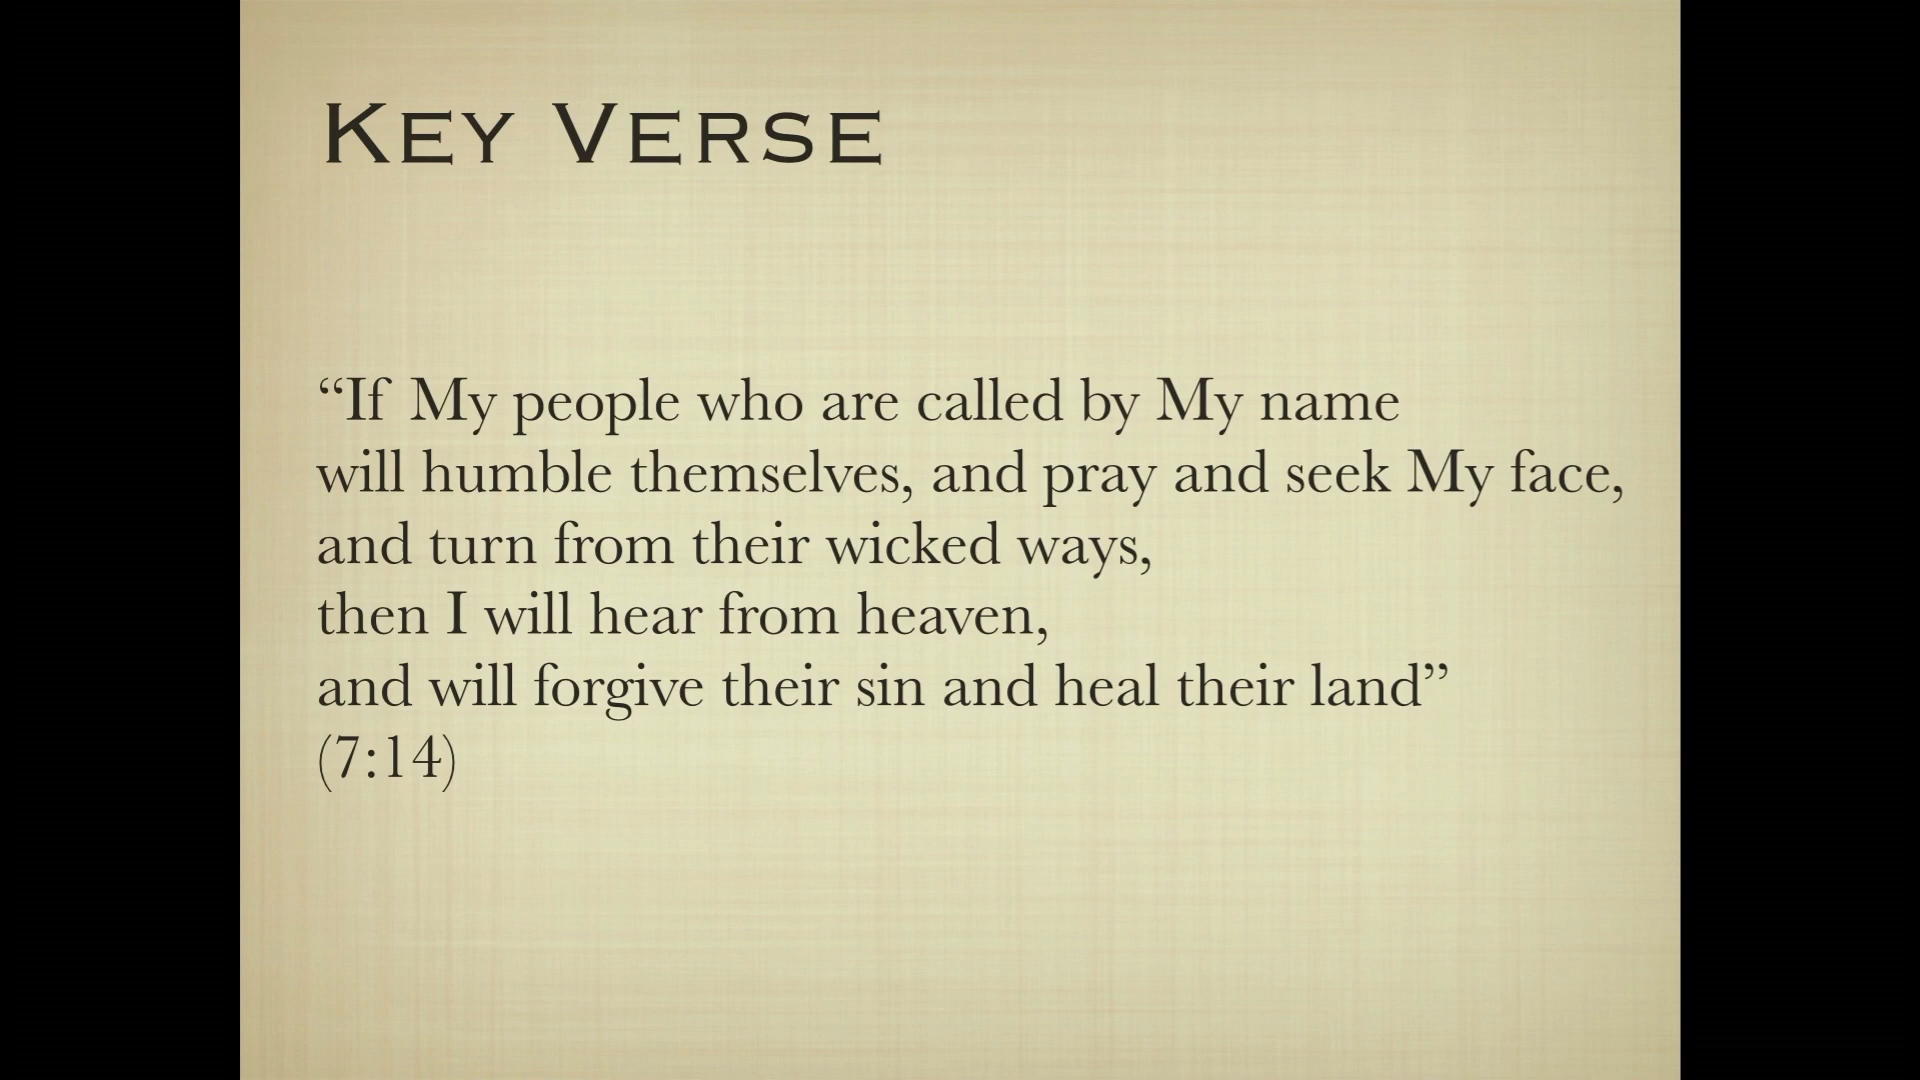 KEY VERSE
“If My people who are called by My name
will humble themselves, and pray and seek My face,
and turn from their wicked ways,
then I will hear from heaven,
and will forgive their sin and heal their land”
(7:14)